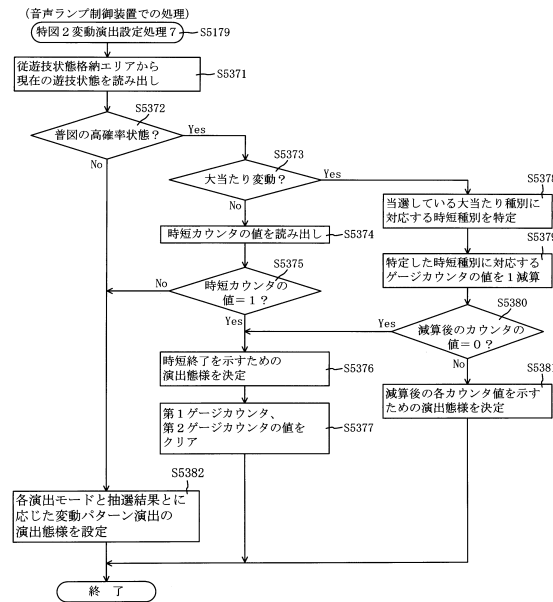 (音声ランプ制御装置での処理)
特図2変動演出設定処理7
S5179
従遊技状態格納エリアから
現在の遊技状態を読み出し
S5371
S5372
普図の高確率状態?
Yes
No
S5373
大当たり変動?
Yes
No
S5378
当選している大当たり種別に
対応する時短種別を特定
時短カウンタの値を読み出し
S5374
S5379
特定した時短種別に対応する
ゲージカウンタの値を1減算
S5375
時短カウンタの
値=1?
No
Yes
S5380
減算後のカウンタの
値=0?
Yes
No
時短終了を示すための
演出態様を決定
S5376
S5381
減算後の各カウンタ値を示す
ための演出態様を決定
第1ゲージカウンタ、
第2ゲージカウンタの値を
クリア
S5377
S5382
各演出モードと抽選結果とに
応じた変動パターン演出の
演出態様を設定
終 了